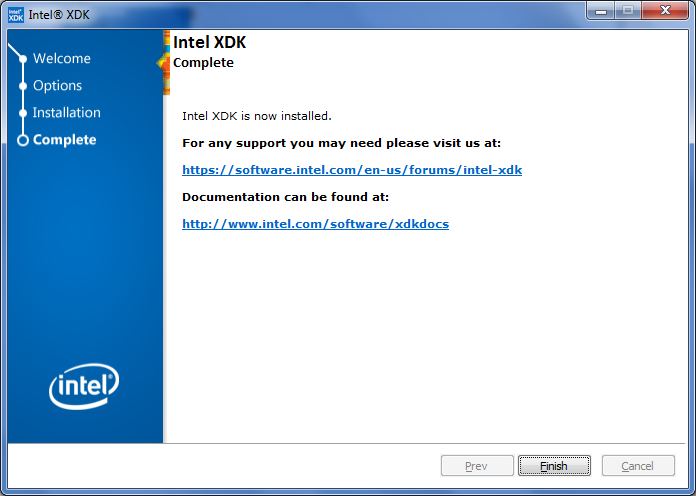 Intel® XDK
Welcome
Options
Installation
Complete
Intel XDK
Complete
Intel XDK is now installed.
For any support you may need please visit us at:
https://software.intel.com/en-us/forums/intel-xdk
Documentation can be found at:
http://www.intel.com/software/xdkdocs
intel®
Prev
Finish
Cancel